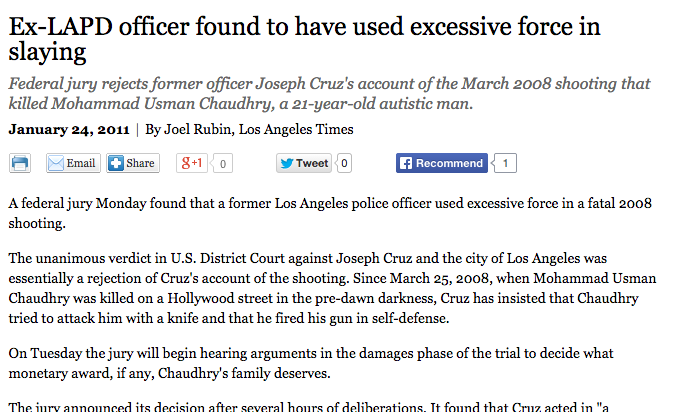 Ex-LAPD officer found to have used excessive force in
slaying
Federal jury rejects former officer Joseph Cruz's account of the March 2008 shooting that
killed Mohammad Usman Chaudhry, a 21-year-old autistic man.
January 24, 2011 | By Joel Rubin, Los Angeles Times
Email Share g+1 0 Tweet 0 Recommend 1
A federal jury Monday found that a former Los Angeles police officer used excessive force in a fatal 2008
shooting.
The unanimous verdict in U.S. District Court against Joseph Cruz and the city of Los Angeles was
essentially a rejection of Cruz's account of the shooting. Since March 25, 2008, when Mohammad Usman
Chaudhry was killed on a Hollywood street in the pre-dawn darkness, Cruz has insisted that Chaudhry
tried to attack him with a knife and that he fired his gun in self-defense.
On Tuesday the jury will begin hearing arguments in the damages phase of the trial to decide what
monetary award, if any, Chaudhry's family deserves.
The jury announced its decision after several hours of deliberations. It found that Cruz acted in "a